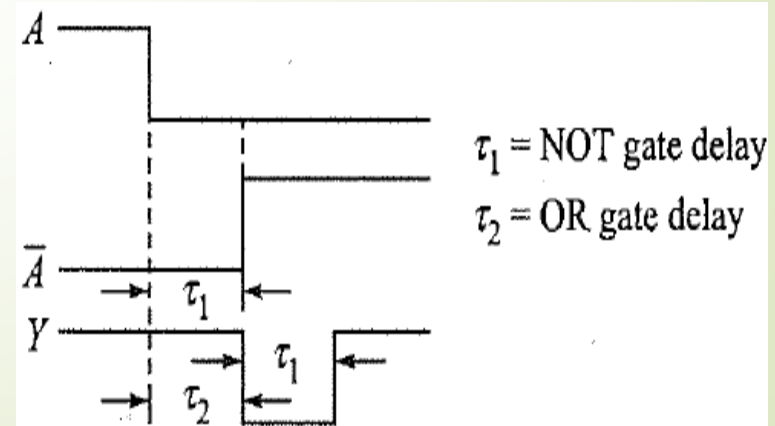 A
τ₁ = NOT gate delay
τ₂ = OR gate delay
A̅
τ₁
Y
τ₁
τ₂